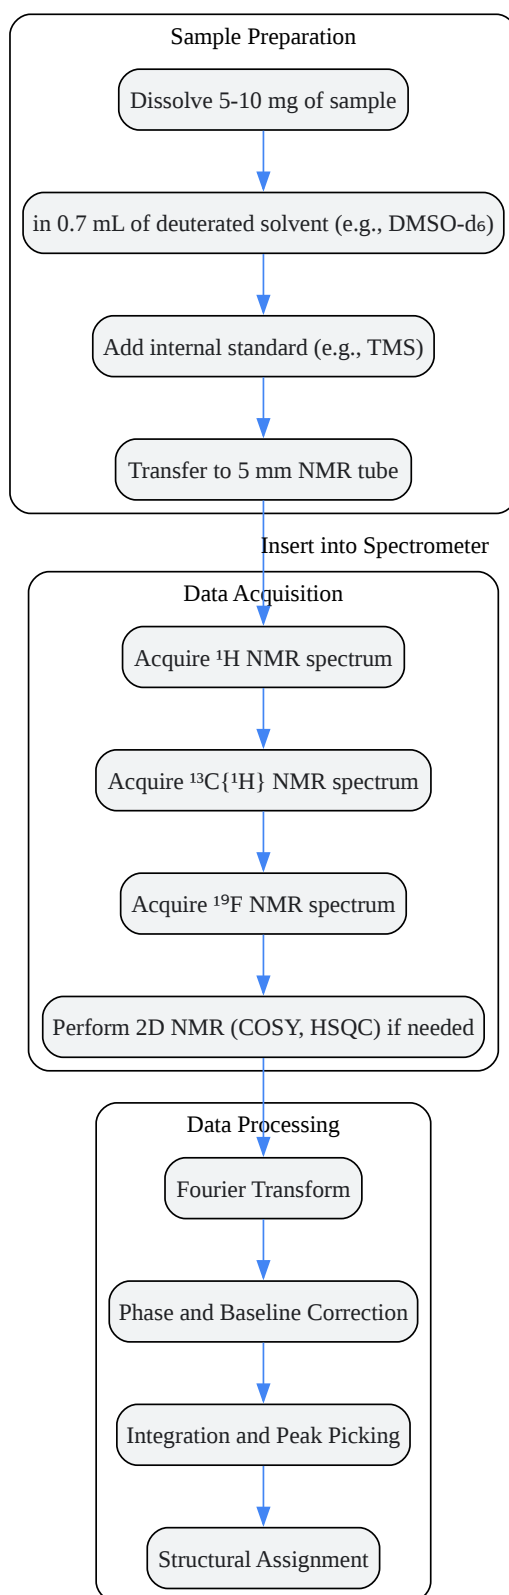 Sample Preparation
Dissolve 5-10 mg of sample
in 0.7 mL of deuterated solvent (e.g., DMSO-d₆)
Add internal standard (e.g., TMS)
Transfer to 5 mm NMR tube
Insert into Spectrometer
Data Acquisition
Acquire ¹H NMR spectrum
Acquire ¹³C{¹H} NMR spectrum
Acquire ¹⁹F NMR spectrum
Perform 2D NMR (COSY, HSQC) if needed
Data Processing
Fourier Transform
Phase and Baseline Correction
Integration and Peak Picking
Structural Assignment